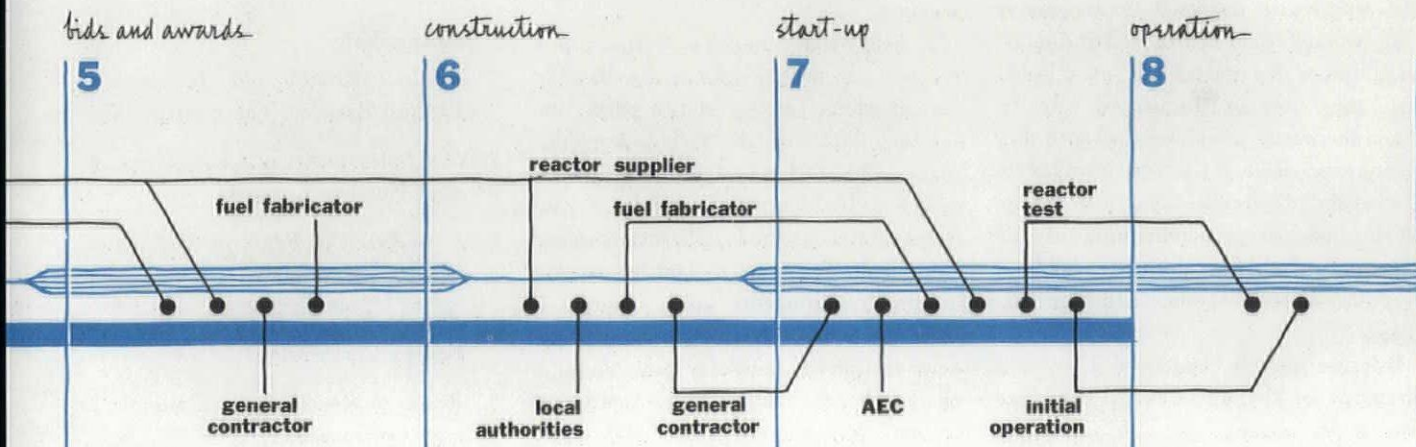 bids and awards
construction
start-up
operation
5
6
7
8
reactor supplier
fuel fabricator
fuel fabricator
reactor
test
general
contractor
local
authorities
general
contractor
AEC
initial
operation